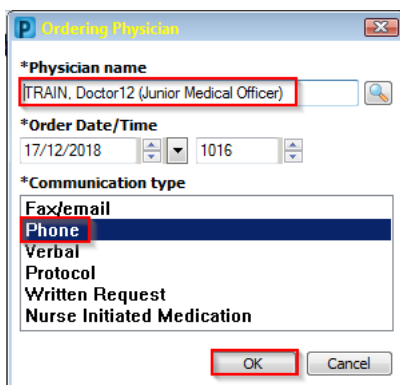 P Ordering Physician
*Physician name
TRAIN, Doctor12 (Junior Medical Officer)
*Order Date/Time
17/12/2018 1016
*Communication type
Fax/email
Phone
Verbal
Protocol
Written Request
Nurse Initiated Medication
OK Cancel